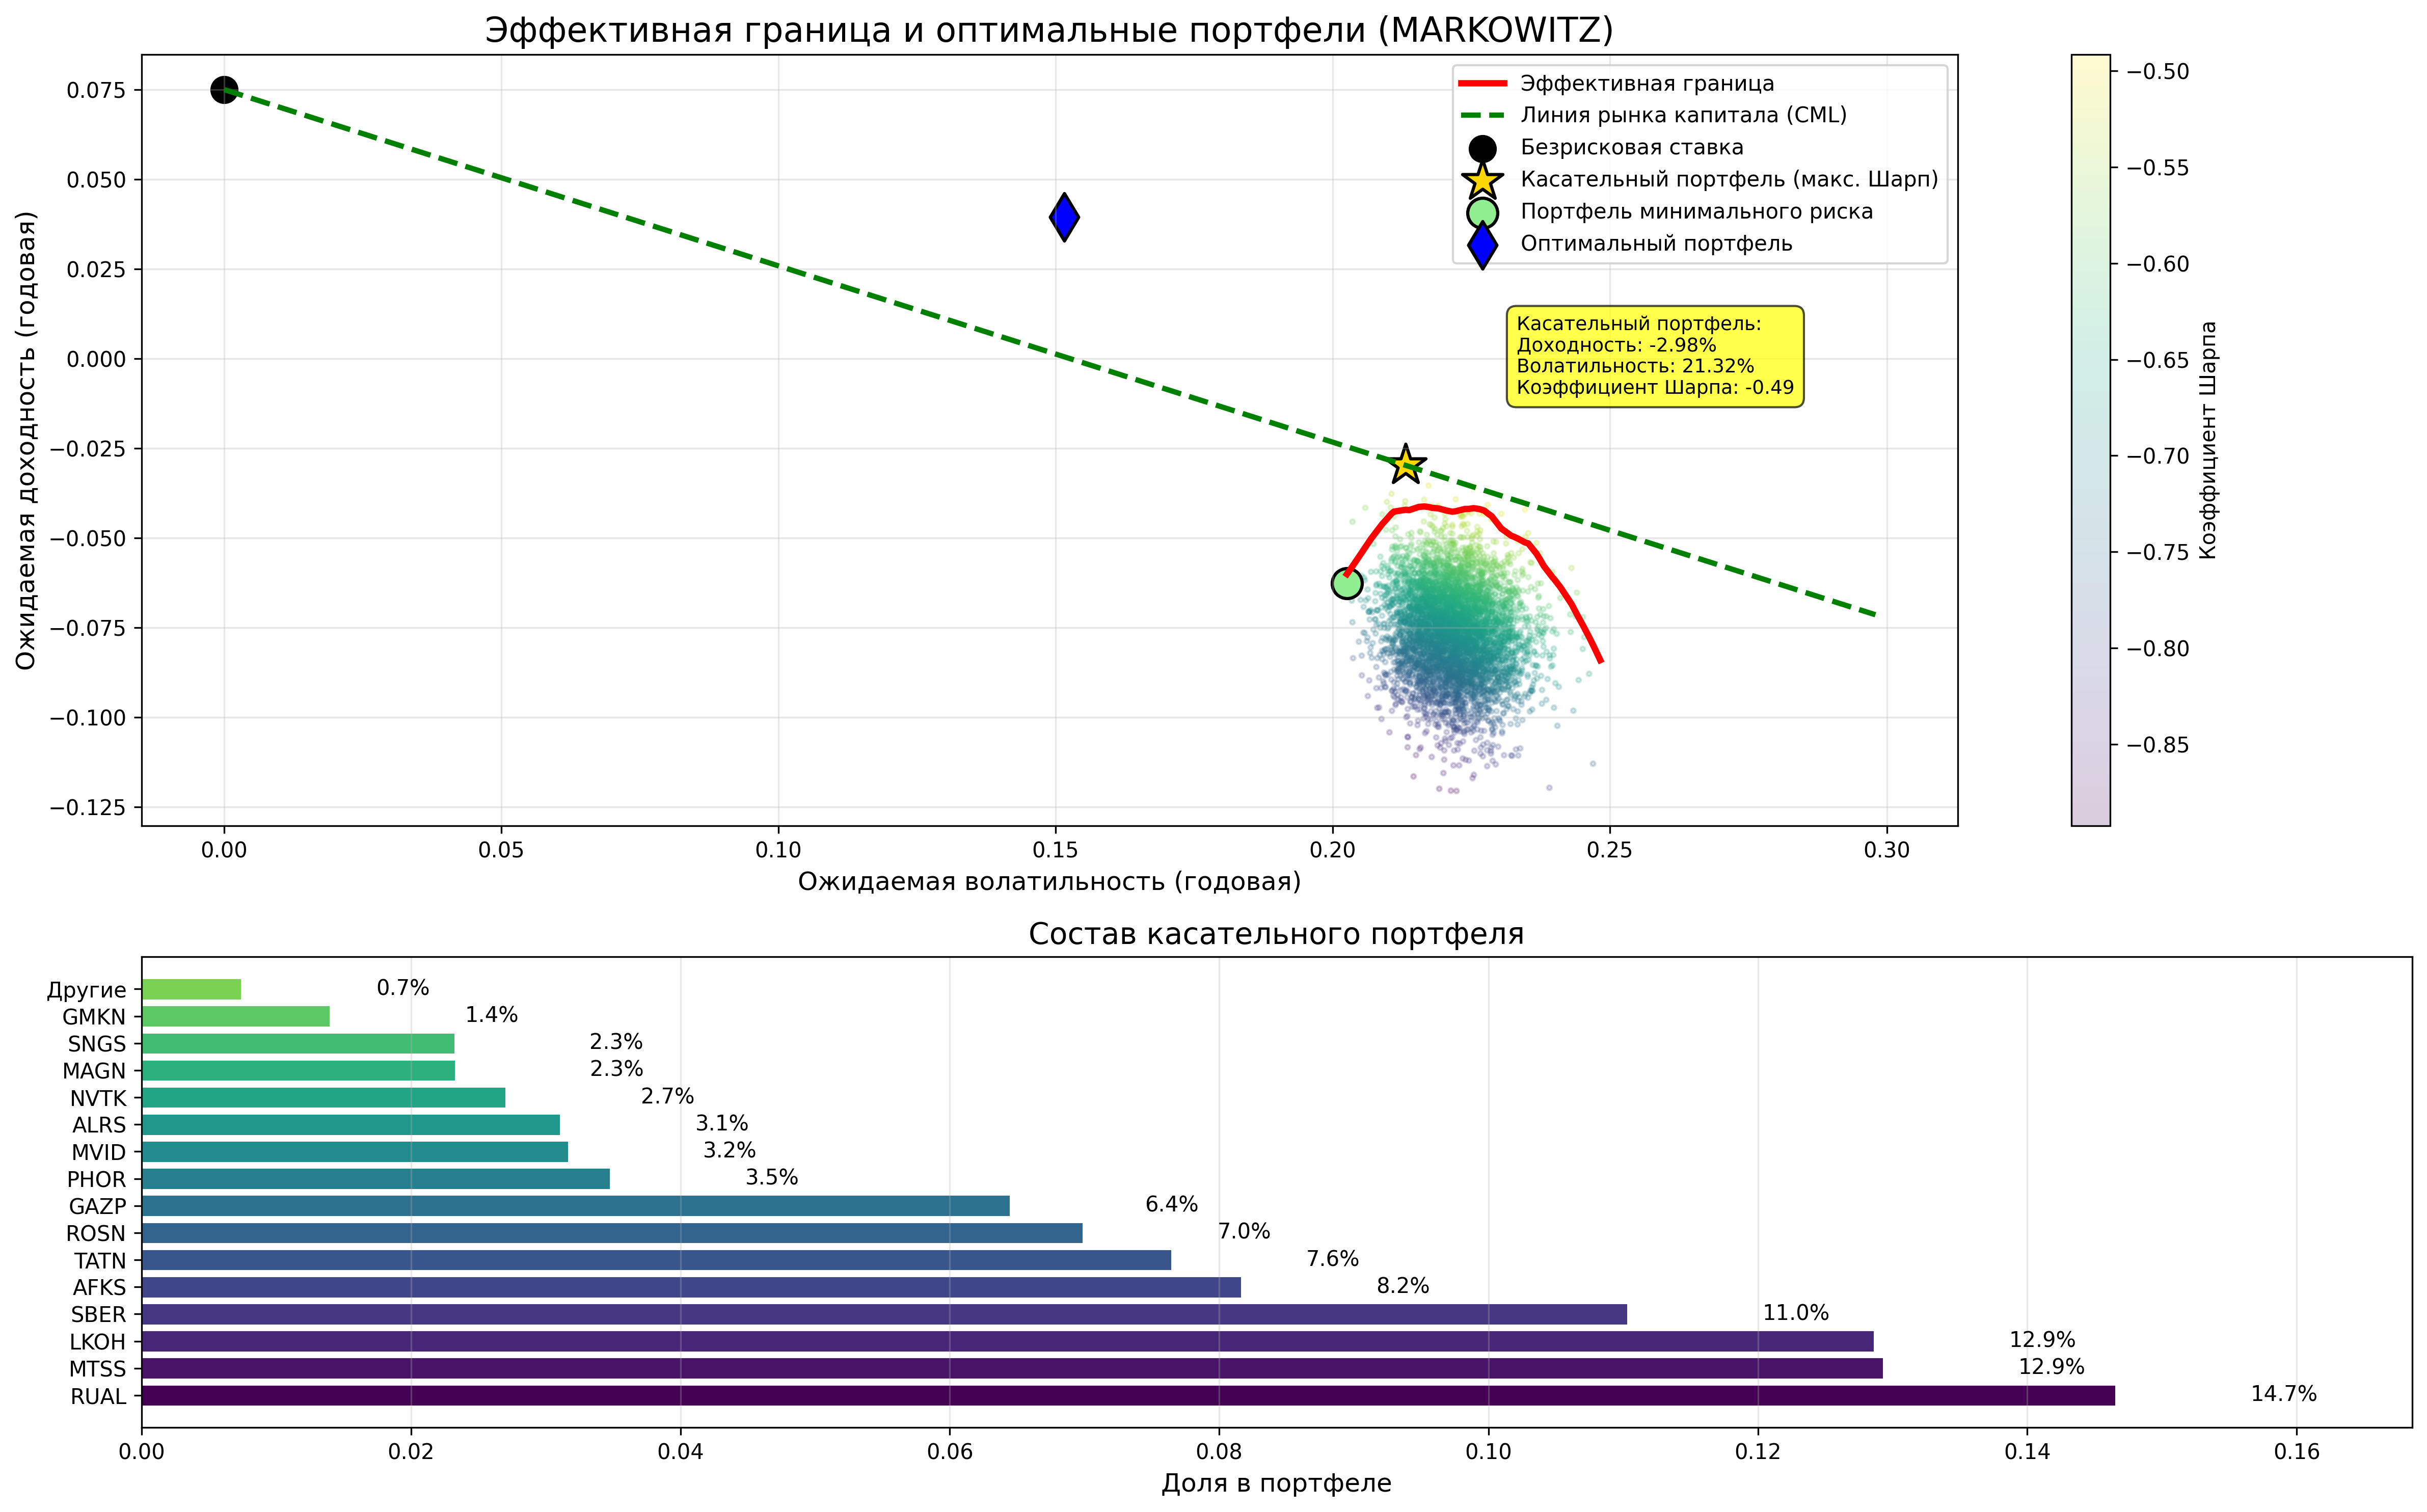 Эффективная граница и оптимальные портфели (MARKOWITZ)
Ожидаемая доходность (годовая)
0.075
0.050
0.025
0.000
−0.025
−0.050
−0.075
−0.100
−0.125
Эффективная граница
Линия рынка капитала (CML)
Безрисковая ставка
Касательный портфель (макс. Шарп)
Портфель минимального риска
Оптимальный портфель
Касательный портфель:
Доходность: -2.98%
Волатильность: 21.32%
Коэффициент Шарпа: -0.49
0.00 0.05 0.10 0.15 0.20 0.25 0.30
Ожидаемая волатильность (годовая)
−0.50
−0.55
−0.60
−0.65
−0.70
−0.75
−0.80
−0.85
Коэффициент Шарпа
Состав касательного портфеля
Другие 0.7%
GMKN 1.4%
SNGS 2.3%
MAGN 2.3%
NVTK 2.7%
ALRS 3.1%
MVID 3.2%
PHOR 3.5%
GAZP 6.4%
ROSN 7.0%
TATN 7.6%
AFKS 8.2%
SBER 11.0%
LKOH 12.9%
MTSS 12.9%
RUAL 14.7%
0.00 0.02 0.04 0.06 0.08 0.10 0.12 0.14 0.16
Доля в портфеле